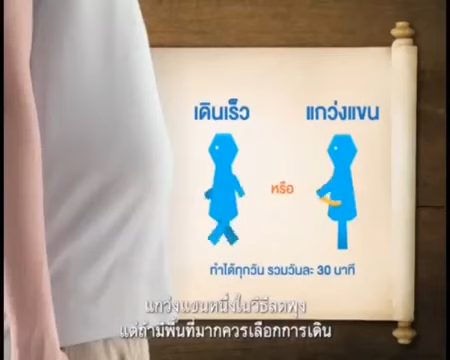 เดินเร็ว
แกว่งแขน
หรือ
ทำได้ทุกวัน รวมวันละ 30 นาที
แกว่งแขนหนึ่งในวิธีลดพุง
แต่ถ้ามีพื้นที่มากควรเลือกการเดิน